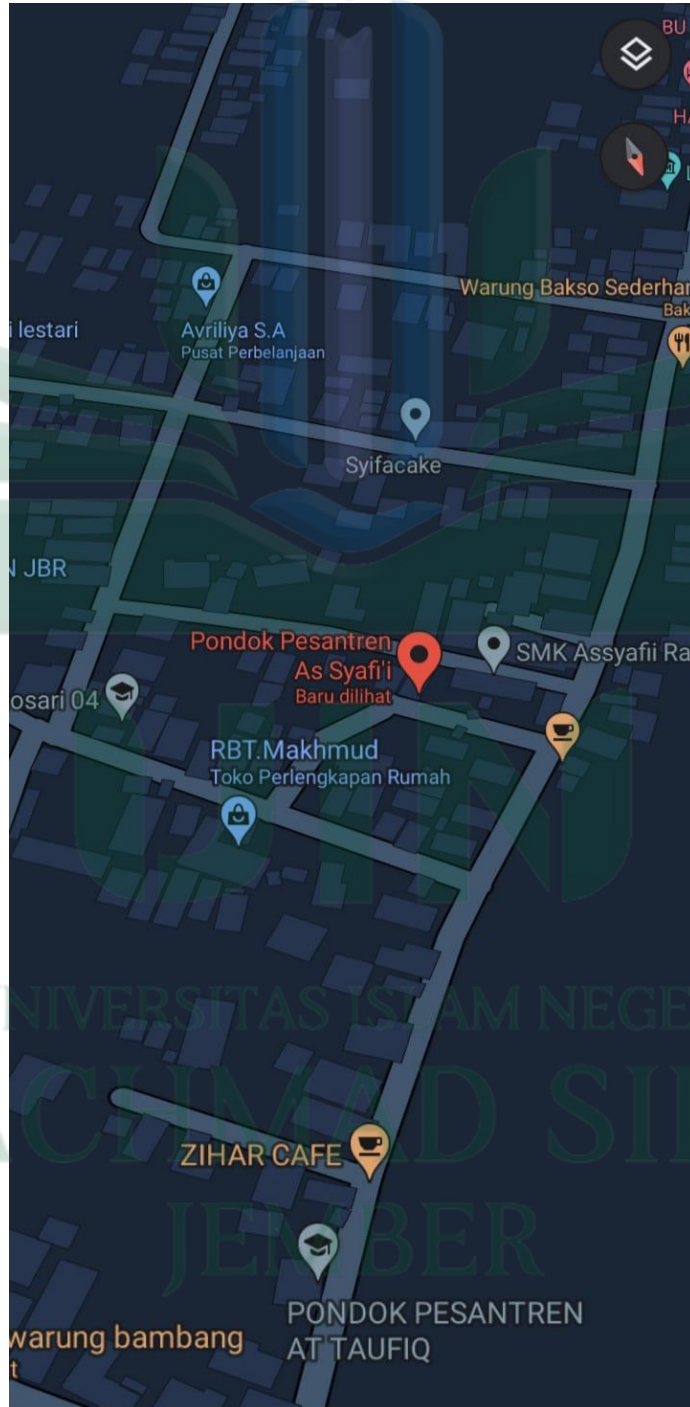 BU
HA
Warung Bakso Sederhan
Bak
i lestari
Avriliya S.A
Pusat Perbelanjaan
Syifacake
N JBR
Pondok Pesantren
As Syafi'i
Baru dilihat
SMK Assyafii Ra
osari 04
RBT.Makhmud
Toko Perlengkapan Rumah
UIN
NIVERSITAS ISLAM NEGE
ACHMAD SI
JEMBER
ZIHAR CAFE
PONDOK PESANTREN
AT TAUFIQ
warung bambang
t